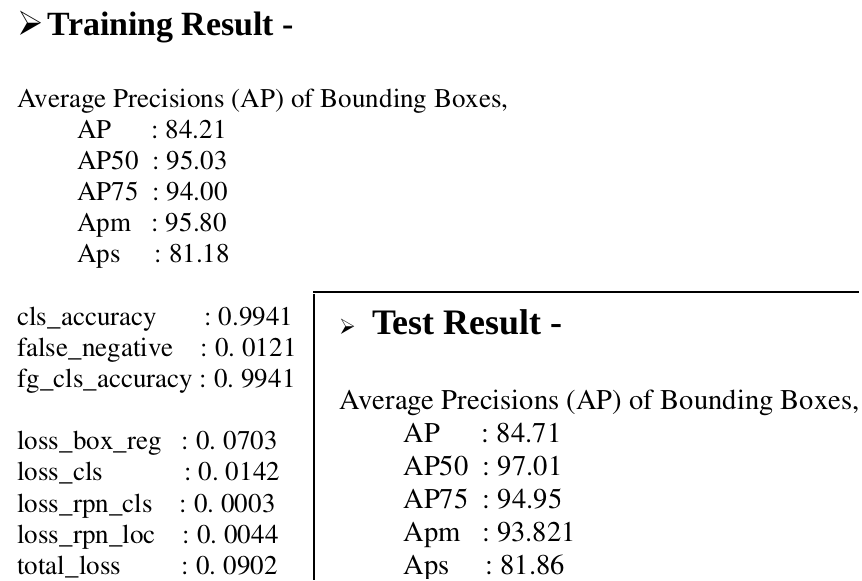 ➢Training Result -
Average Precisions (AP) of Bounding Boxes,
AP : 84.21
AP50 : 95.03
AP75 : 94.00
Apm : 95.80
Aps : 81.18
cls_accuracy : 0.9941
false_negative : 0. 0121
fg_cls_accuracy : 0. 9941
loss_box_reg : 0. 0703
loss_cls : 0. 0142
loss_rpn_cls : 0. 0003
loss_rpn_loc : 0. 0044
total_loss : 0. 0902
➢ Test Result -
Average Precisions (AP) of Bounding Boxes,
AP : 84.71
AP50 : 97.01
AP75 : 94.95
Apm : 93.821
Aps : 81.86